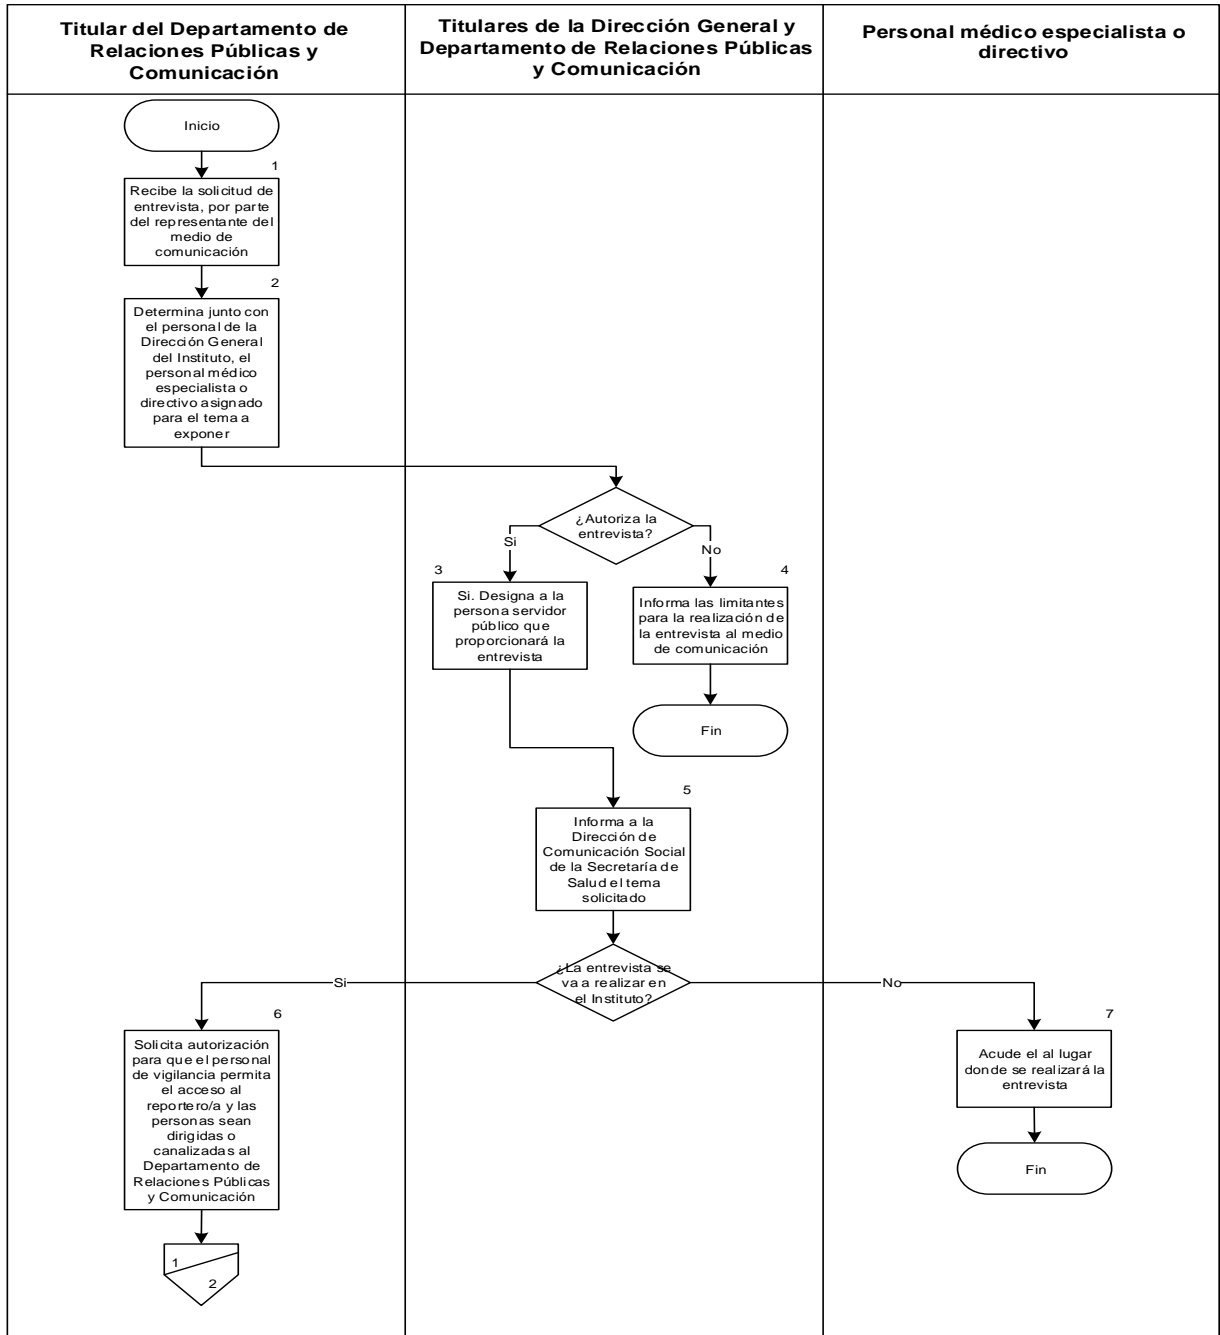 Titular del Departamento de
Relaciones Públicas y
Comunicación
Titulares de la Dirección General y
Departamento de Relaciones Públicas
y Comunicación
Personal médico especialista o
directivo
Inicio
1
Recibe la solicitud de
entrevista, por parte
del representante del
medio de
comunicación
2
Determina junto con
el personal de la
Dirección General
del Instituto, el
personal médico
especialista o
directivo asignado
para el tema a
exponer
¿Autoriza la
entrevista?
Si
No
3
Si. Designa a la
persona servidor
público que
proporcionará la
entrevista
4
Informa las limitantes
para la realización de
la entrevista al medio
de comunicación
Fin
5
Informa a la
Dirección de
Comunicación Social
de la Secretaría de
Salud el tema
solicitado
¿La entrevista se
va a realizar en
el Instituto?
Si
No
6
Solicita autorización
para que el personal
de vigilancia permita
el acceso al
reportero/a y las
personas sean
dirigidas o
canalizadas al
Departamento de
Relaciones Públicas
y Comunicación
7
Acude el al lugar
donde se realizará la
entrevista
Fin
1
2